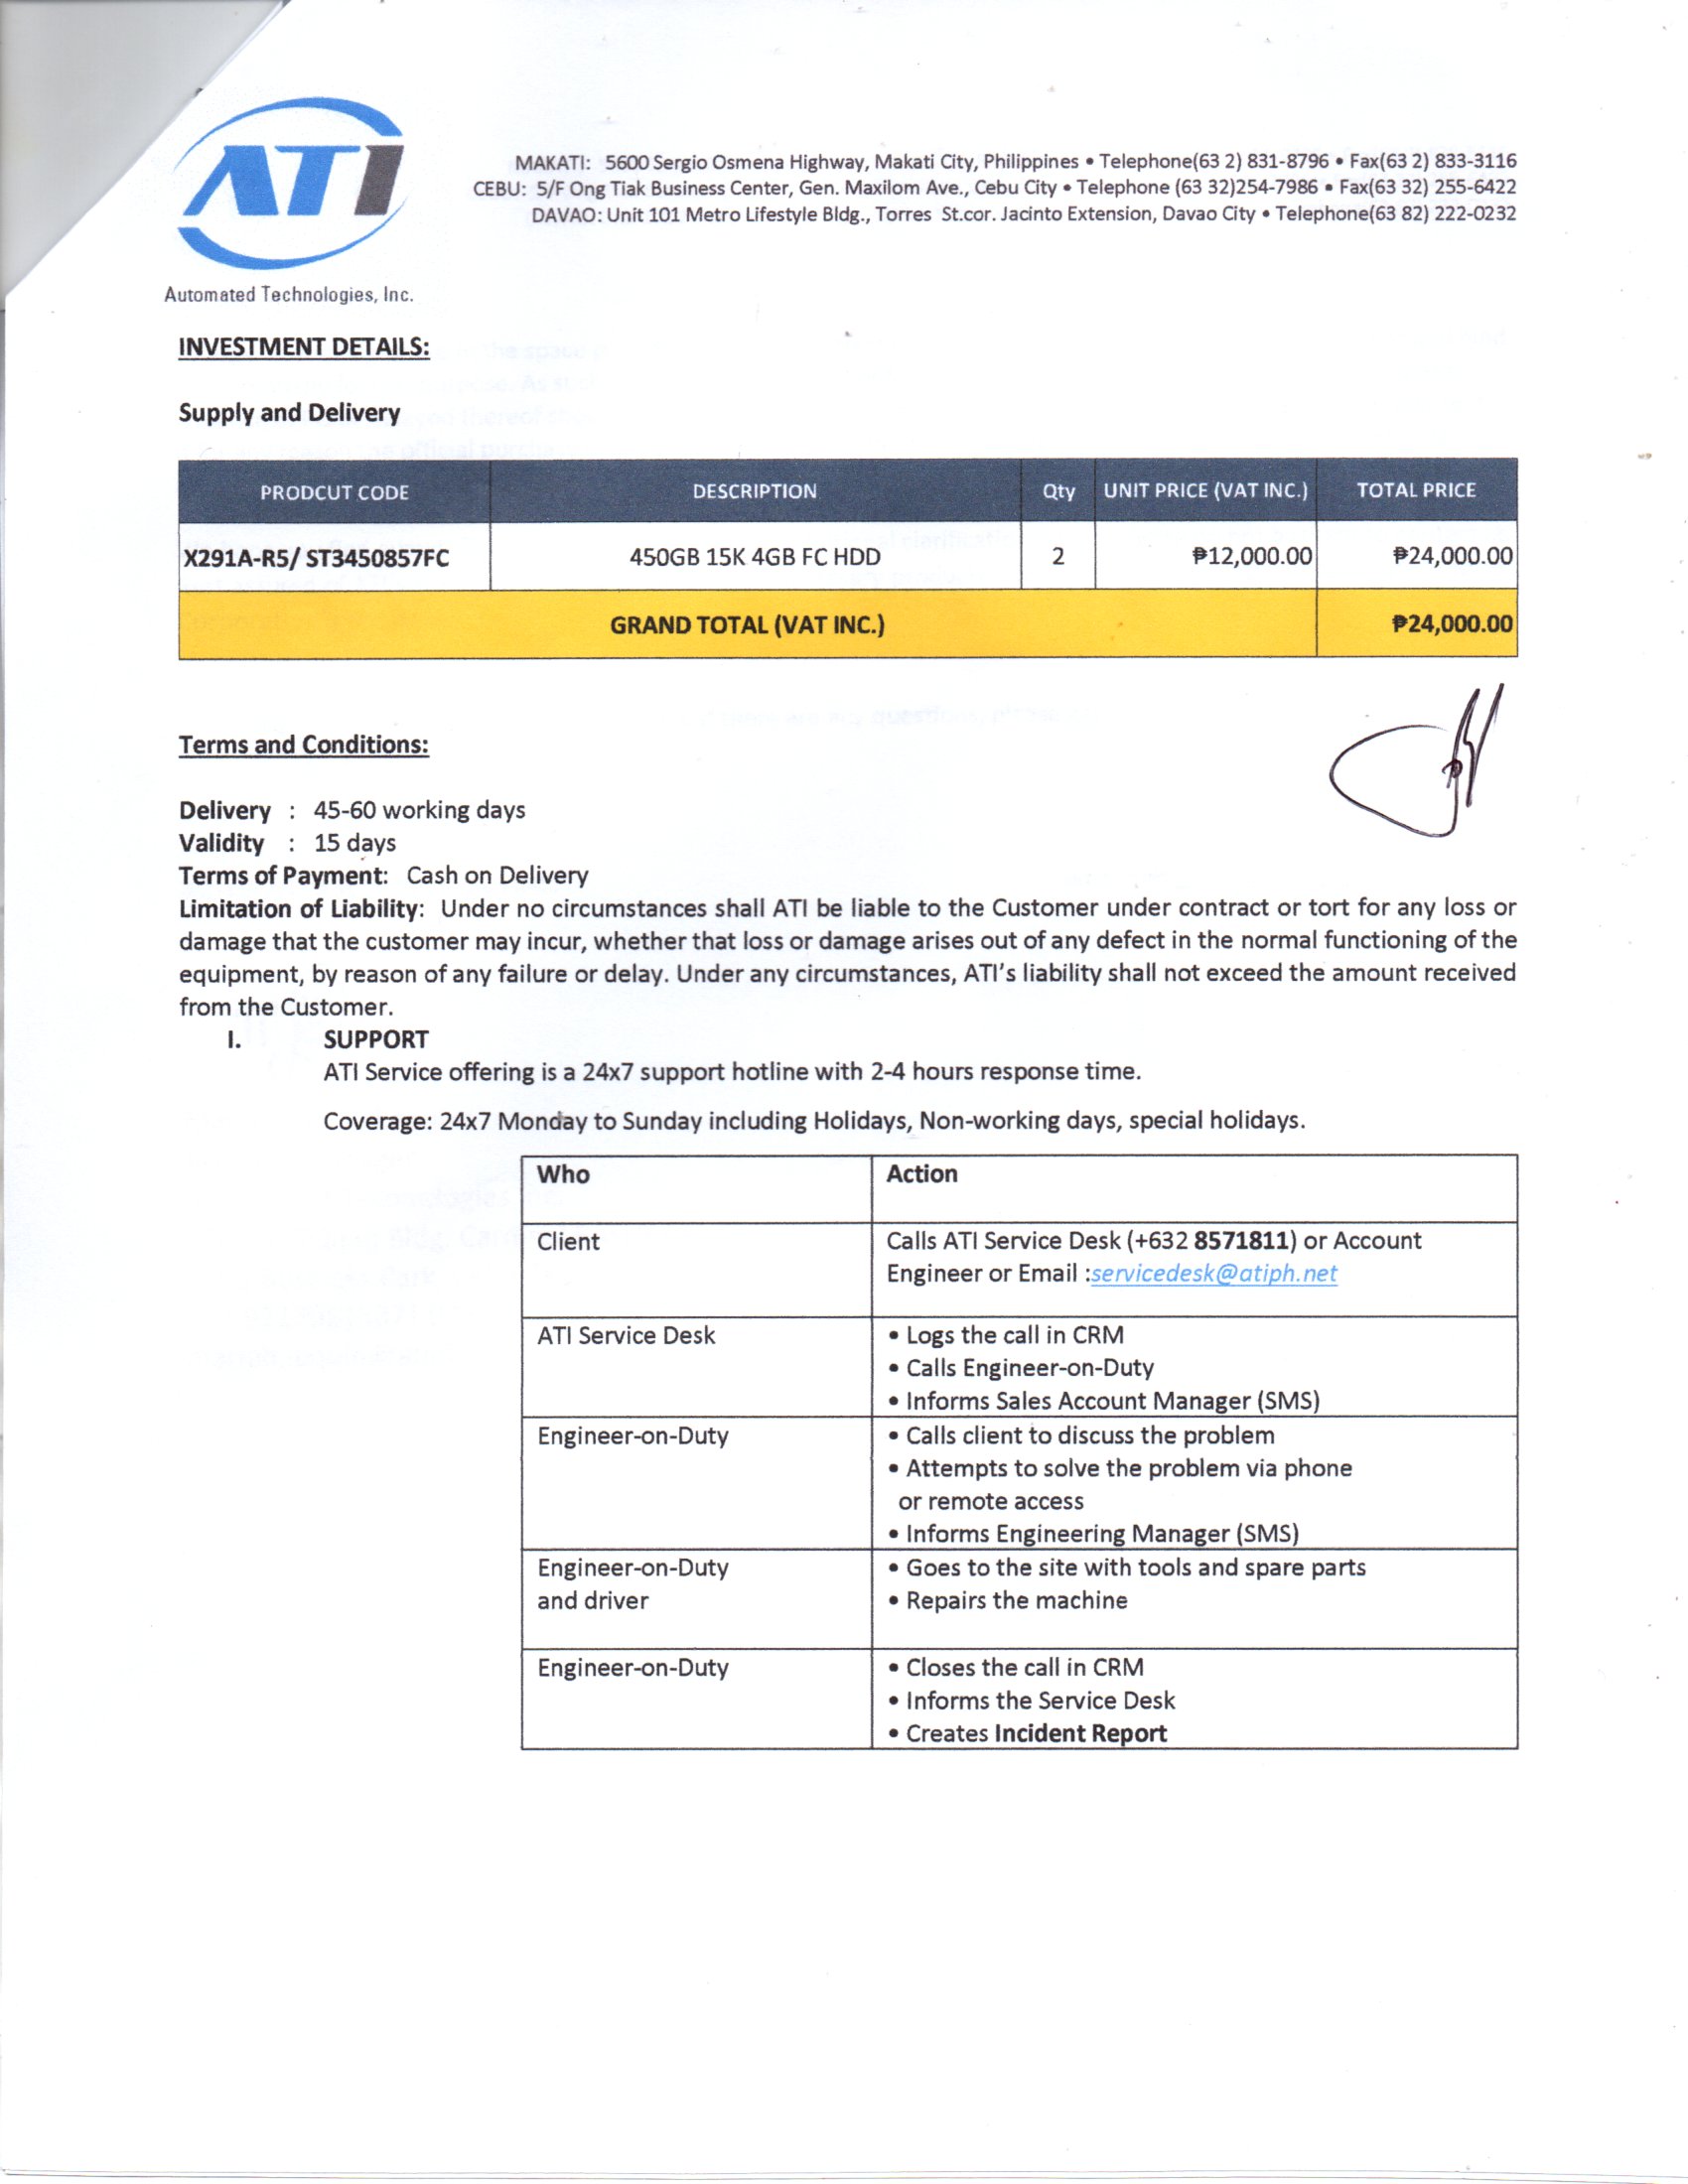 ATI
Automated Technologies, Inc.
MAKATI: 5600 Sergio Osmena Highway, Makati City, Philippines • Telephone(63 2) 831-8796 • Fax(63 2) 833-3116
CEBU: 5/F Ong Tiak Business Center, Gen. Maxilom Ave., Cebu City • Telephone (63 32)254-7986 • Fax(63 32) 255-6422
DAVAO: Unit 101 Metro Lifestyle Bldg., Torres St.cor. Jacinto Extension, Davao City • Telephone(63 82) 222-0232
INVESTMENT DETAILS:
Supply and Delivery
PRODCUT CODE DESCRIPTION Qty UNIT PRICE (VAT INC.) TOTAL PRICE
X291A-R5/ ST3450857FC 450GB 15K 4GB FC HDD 2 ₱12,000.00 ₱24,000.00
GRAND TOTAL (VAT INC.) ₱24,000.00
Terms and Conditions:
Delivery : 45-60 working days
Validity : 15 days
Terms of Payment: Cash on Delivery
Limitation of Liability: Under no circumstances shall ATI be liable to the Customer under contract or tort for any loss or
damage that the customer may incur, whether that loss or damage arises out of any defect in the normal functioning of the
equipment, by reason of any failure or delay. Under any circumstances, ATI's liability shall not exceed the amount received
from the Customer.
I. SUPPORT
ATI Service offering is a 24x7 support hotline with 2-4 hours response time.
Coverage: 24x7 Monday to Sunday including Holidays, Non-working days, special holidays.
Who Action
Client Calls ATI Service Desk (+632 8571811) or Account
Engineer or Email :servicedesk@atiph.net
ATI Service Desk • Logs the call in CRM
• Calls Engineer-on-Duty
• Informs Sales Account Manager (SMS)
Engineer-on-Duty • Calls client to discuss the problem
• Attempts to solve the problem via phone
or remote access
• Informs Engineering Manager (SMS)
Engineer-on-Duty • Goes to the site with tools and spare parts
and driver • Repairs the machine
Engineer-on-Duty • Closes the call in CRM
• Informs the Service Desk
• Creates Incident Report